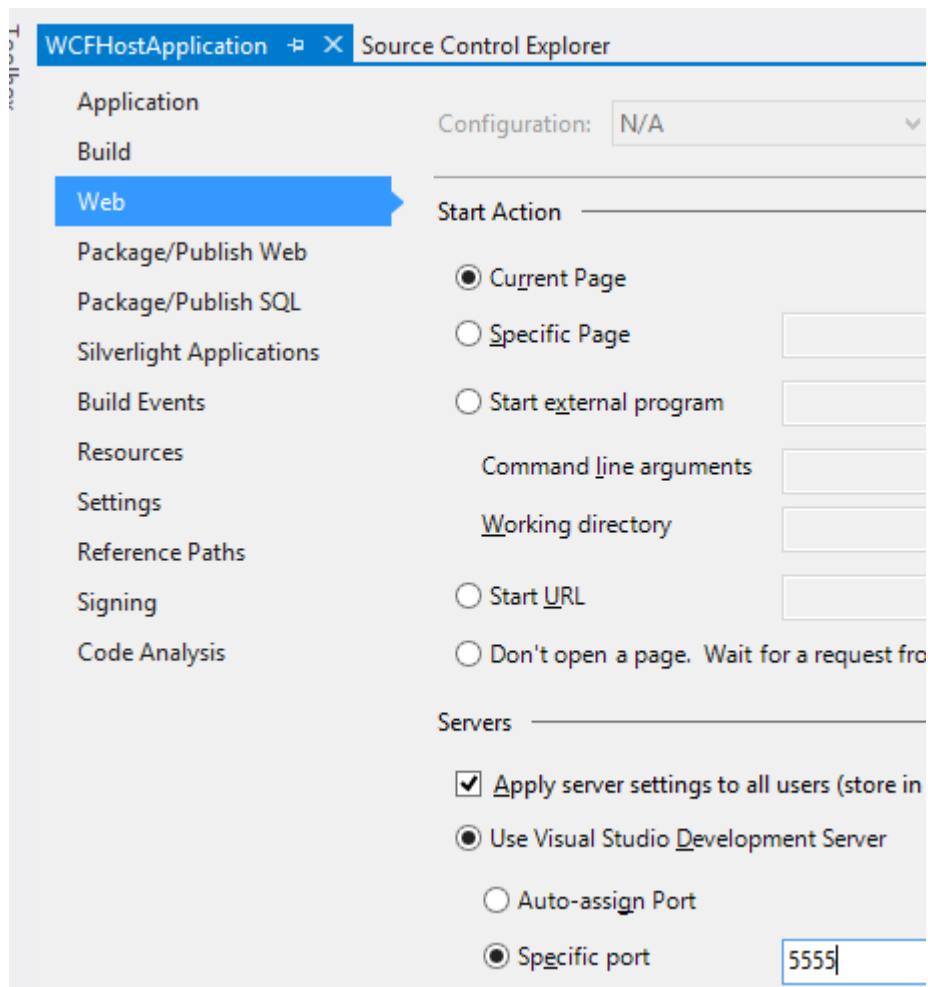 Toolbox
WCFHostApplication
Source Control Explorer
Application
Build
Web
Package/Publish Web
Package/Publish SQL
Silverlight Applications
Build Events
Resources
Settings
Reference Paths
Signing
Code Analysis
Configuration: N/A
Start Action
Current Page
Specific Page
Start external program
Command line arguments
Working directory
Start URL
Don't open a page. Wait for a request fro
Servers
Apply server settings to all users (store in
Use Visual Studio Development Server
Auto-assign Port
Specific port 5555